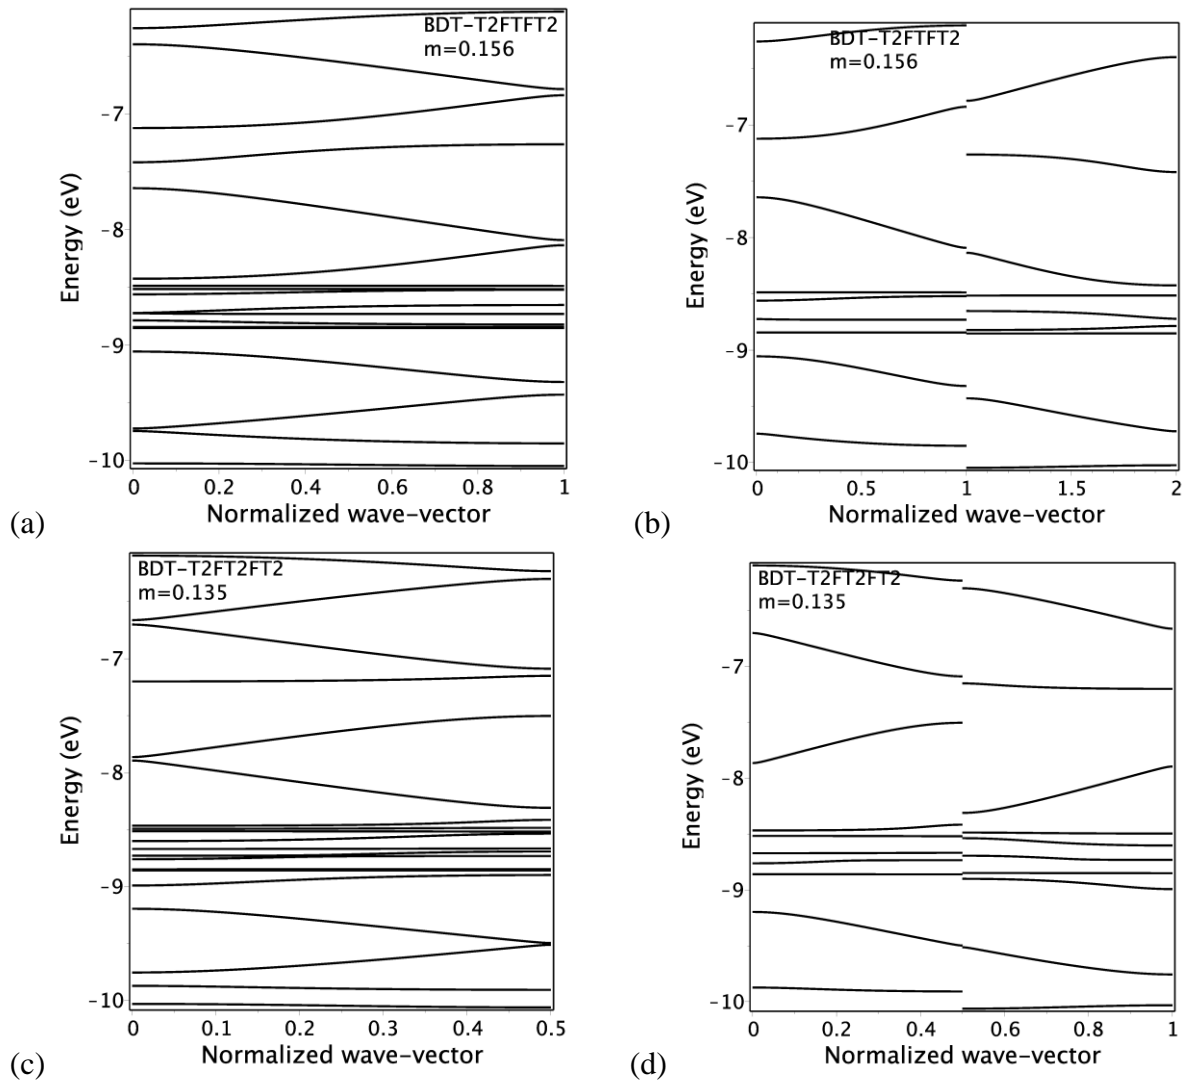 BDT-T2FTFT2
m=0.156
-7
-8
-9
-10
Energy (eV)
0
0.2
0.4
0.6
0.8
1
Normalized wave-vector
(a)
BDT-T2FTFT2
m=0.156
-7
-8
-9
-10
Energy (eV)
0
0.5
1
1.5
2
Normalized wave-vector
(b)
BDT-T2FT2FT2
m=0.135
-7
-8
-9
-10
Energy (eV)
0
0.1
0.2
0.3
0.4
0.5
Normalized wave-vector
(c)
BDT-T2FT2FT2
m=0.135
-7
-8
-9
-10
Energy (eV)
0
0.2
0.4
0.6
0.8
1
Normalized wave-vector
(d)